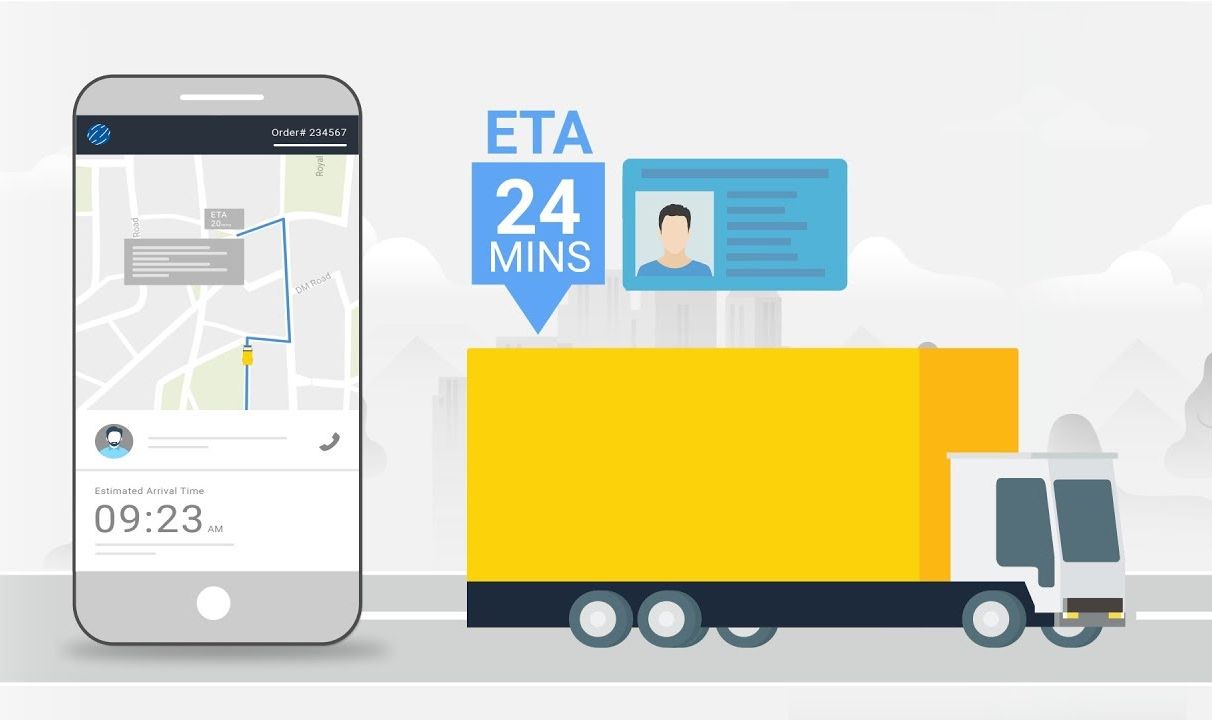 Order# 234567
Royal
Road
ETA
20
DM Road
Estimated Arrival Time
09:23 AM
ETA
24
MINS